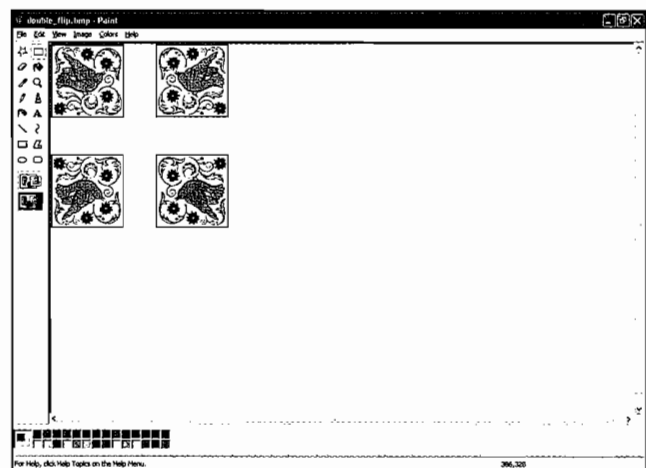 double_flip.bmp - Paint
File Edit View Image Colors Help
A
For Help, click Help Topics on the Help Menu.
386,328